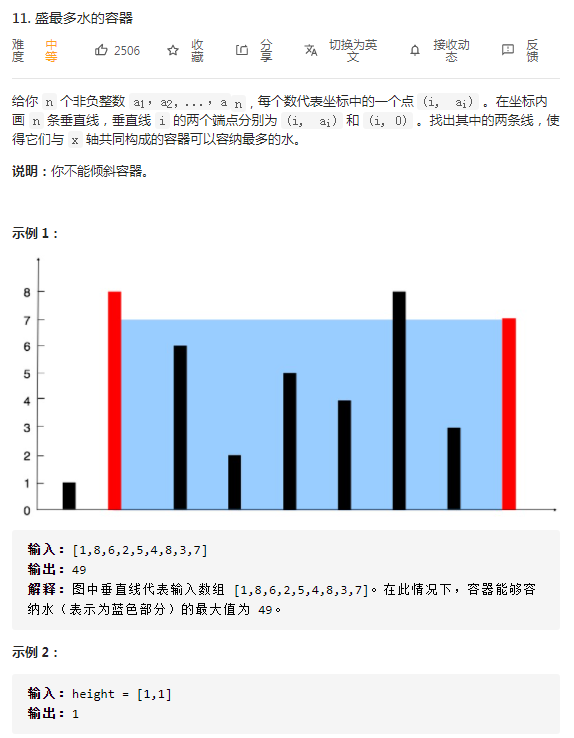 11. 盛最多水的容器
难度 中等 2506 收藏 分享 切换为英文 接收动态 反馈
给你 n 个非负整数 a1，a2，...，a n，每个数代表坐标中的一个点 (i, ai) 。在坐标内
画 n 条垂直线，垂直线 i 的两个端点分别为 (i, ai) 和 (i, 0) 。找出其中的两条线，使
得它们与 x 轴共同构成的容器可以容纳最多的水。
说明：你不能倾斜容器。
示例 1：
8
7
6
5
4
3
2
1
0
输入：[1,8,6,2,5,4,8,3,7]
输出：49
解释：图中垂直线代表输入数组 [1,8,6,2,5,4,8,3,7]。在此情况下，容器能够容
纳水（表示为蓝色部分）的最大值为 49。
示例 2：
输入：height = [1,1]
输出：1